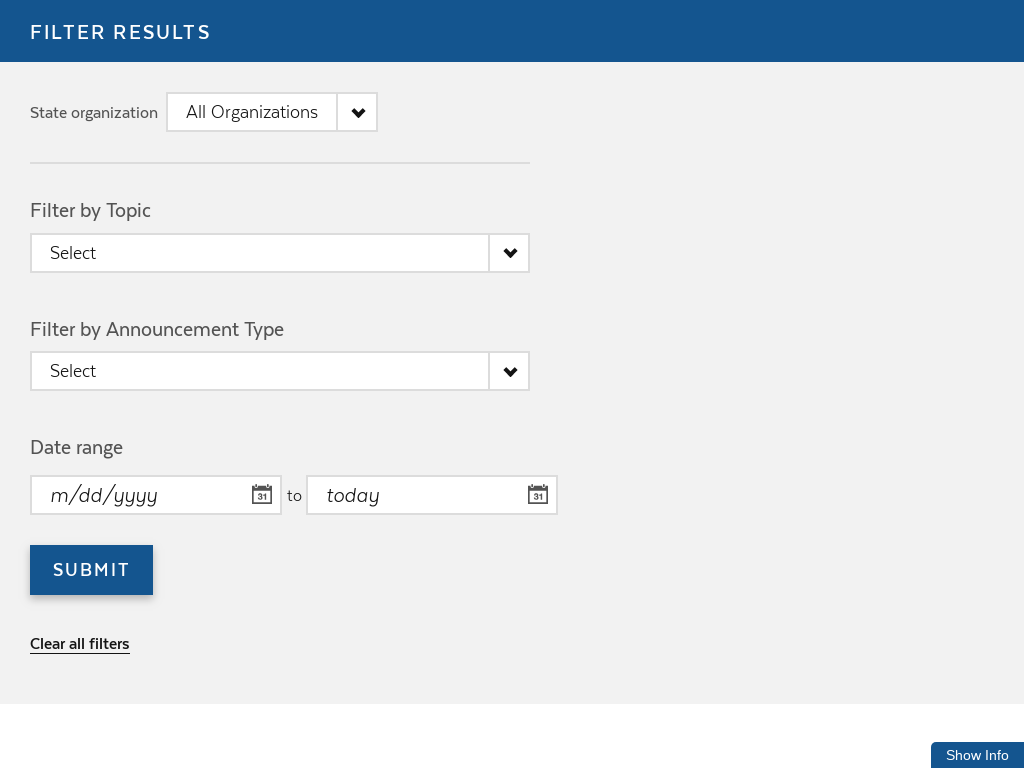 FILTER RESULTS
State organization All Organizations
Filter by Topic
Select
Filter by Announcement Type
Select
Date range
m/dd/yyyy 31 to today 31
SUBMIT
Clear all filters
Show Info